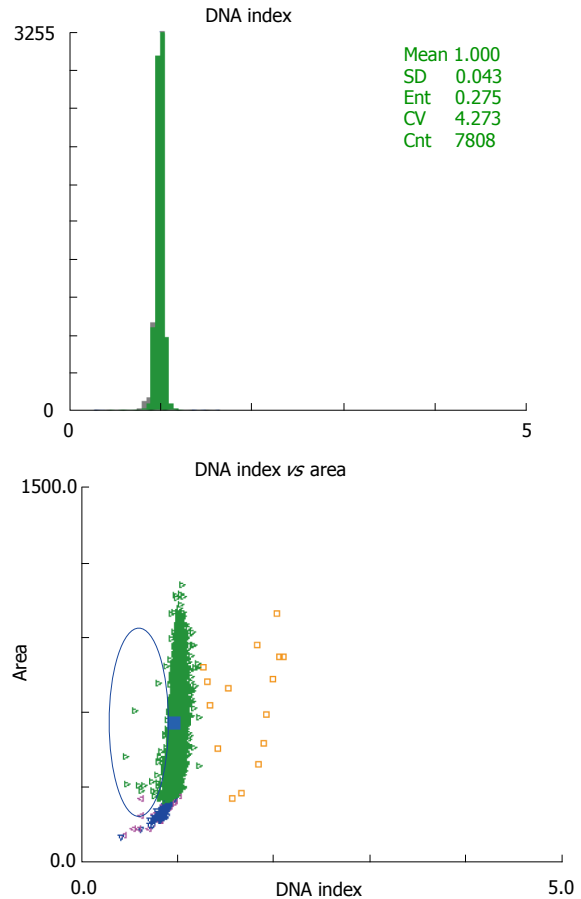 DNA index
3255
Mean 1.000
SD 0.043
Ent 0.275
CV 4.273
Cnt 7808
0
0
5
DNA index vs area
1500.0
Area
0.0
0.0
DNA index
5.0